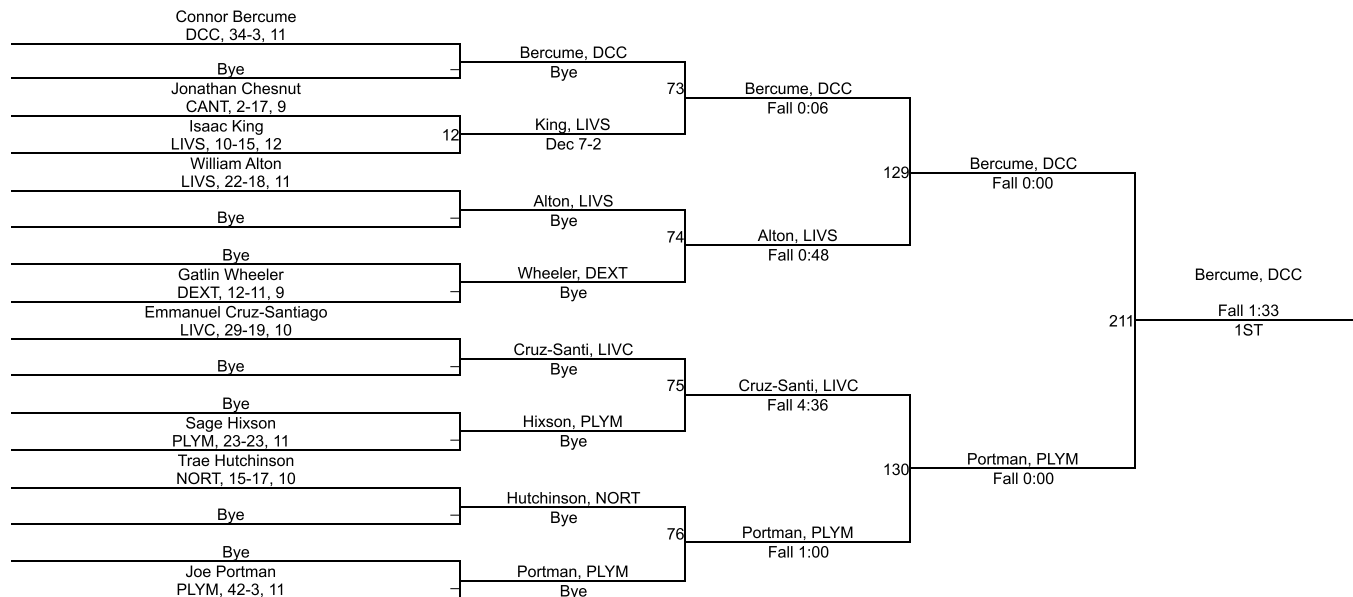 Connor Bercume
DCC, 34-3, 11
Bye
Jonathan Chesnut
CANT, 2-17, 9
Isaac King
LIVS, 10-15, 12
12
William Alton
LIVS, 22-18, 11
Bye
Bye
Gatlin Wheeler
DEXT, 12-11, 9
Emmanuel Cruz-Santiago
LIVC, 29-19, 10
Bye
Bye
Sage Hixson
PLYM, 23-23, 11
Trae Hutchinson
NORT, 15-17, 10
Bye
Bye
Joe Portman
PLYM, 42-3, 11
Bercume, DCC
Bye
73
King, LIVS
Dec 7-2
Alton, LIVS
Bye
74
Wheeler, DEXT
Bye
Cruz-Santi, LIVC
Bye
75
Hixson, PLYM
Bye
Hutchinson, NORT
Bye
76
Portman, PLYM
Bye
Bercume, DCC
Fall 0:06
129
Alton, LIVS
Fall 0:48
Cruz-Santi, LIVC
Fall 4:36
130
Portman, PLYM
Fall 1:00
Bercume, DCC
Fall 0:00
211
Portman, PLYM
Fall 0:00
Bercume, DCC
Fall 1:33
1ST